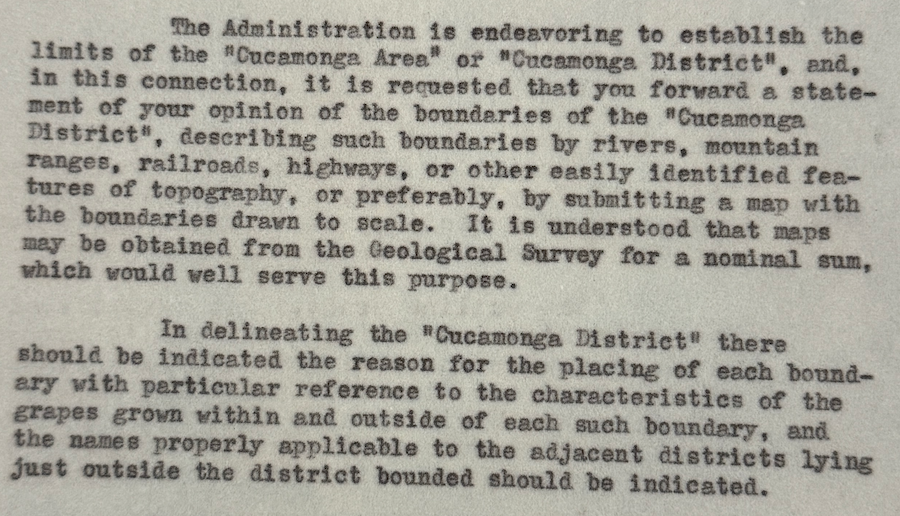 The Administration is endeavoring to establish the
limits of the "Cucamonga Area" or "Cucamonga District", and,
in this connection, it is requested that you forward a state-
ment of your opinion of the boundaries of the "Cucamonga
District", describing such boundaries by rivers, mountain
ranges, railroads, highways, or other easily identified fea-
tures of topography, or preferably, by submitting a map with
the boundaries drawn to scale. It is understood that maps
may be obtained from the Geological Survey for a nominal sum,
which would well serve this purpose.
In delineating the "Cucamonga District" there
should be indicated the reason for the placing of each bound-
ary with particular reference to the characteristics of the
grapes grown within and outside of each such boundary, and
the names properly applicable to the adjacent districts lying
just outside the district bounded should be indicated.